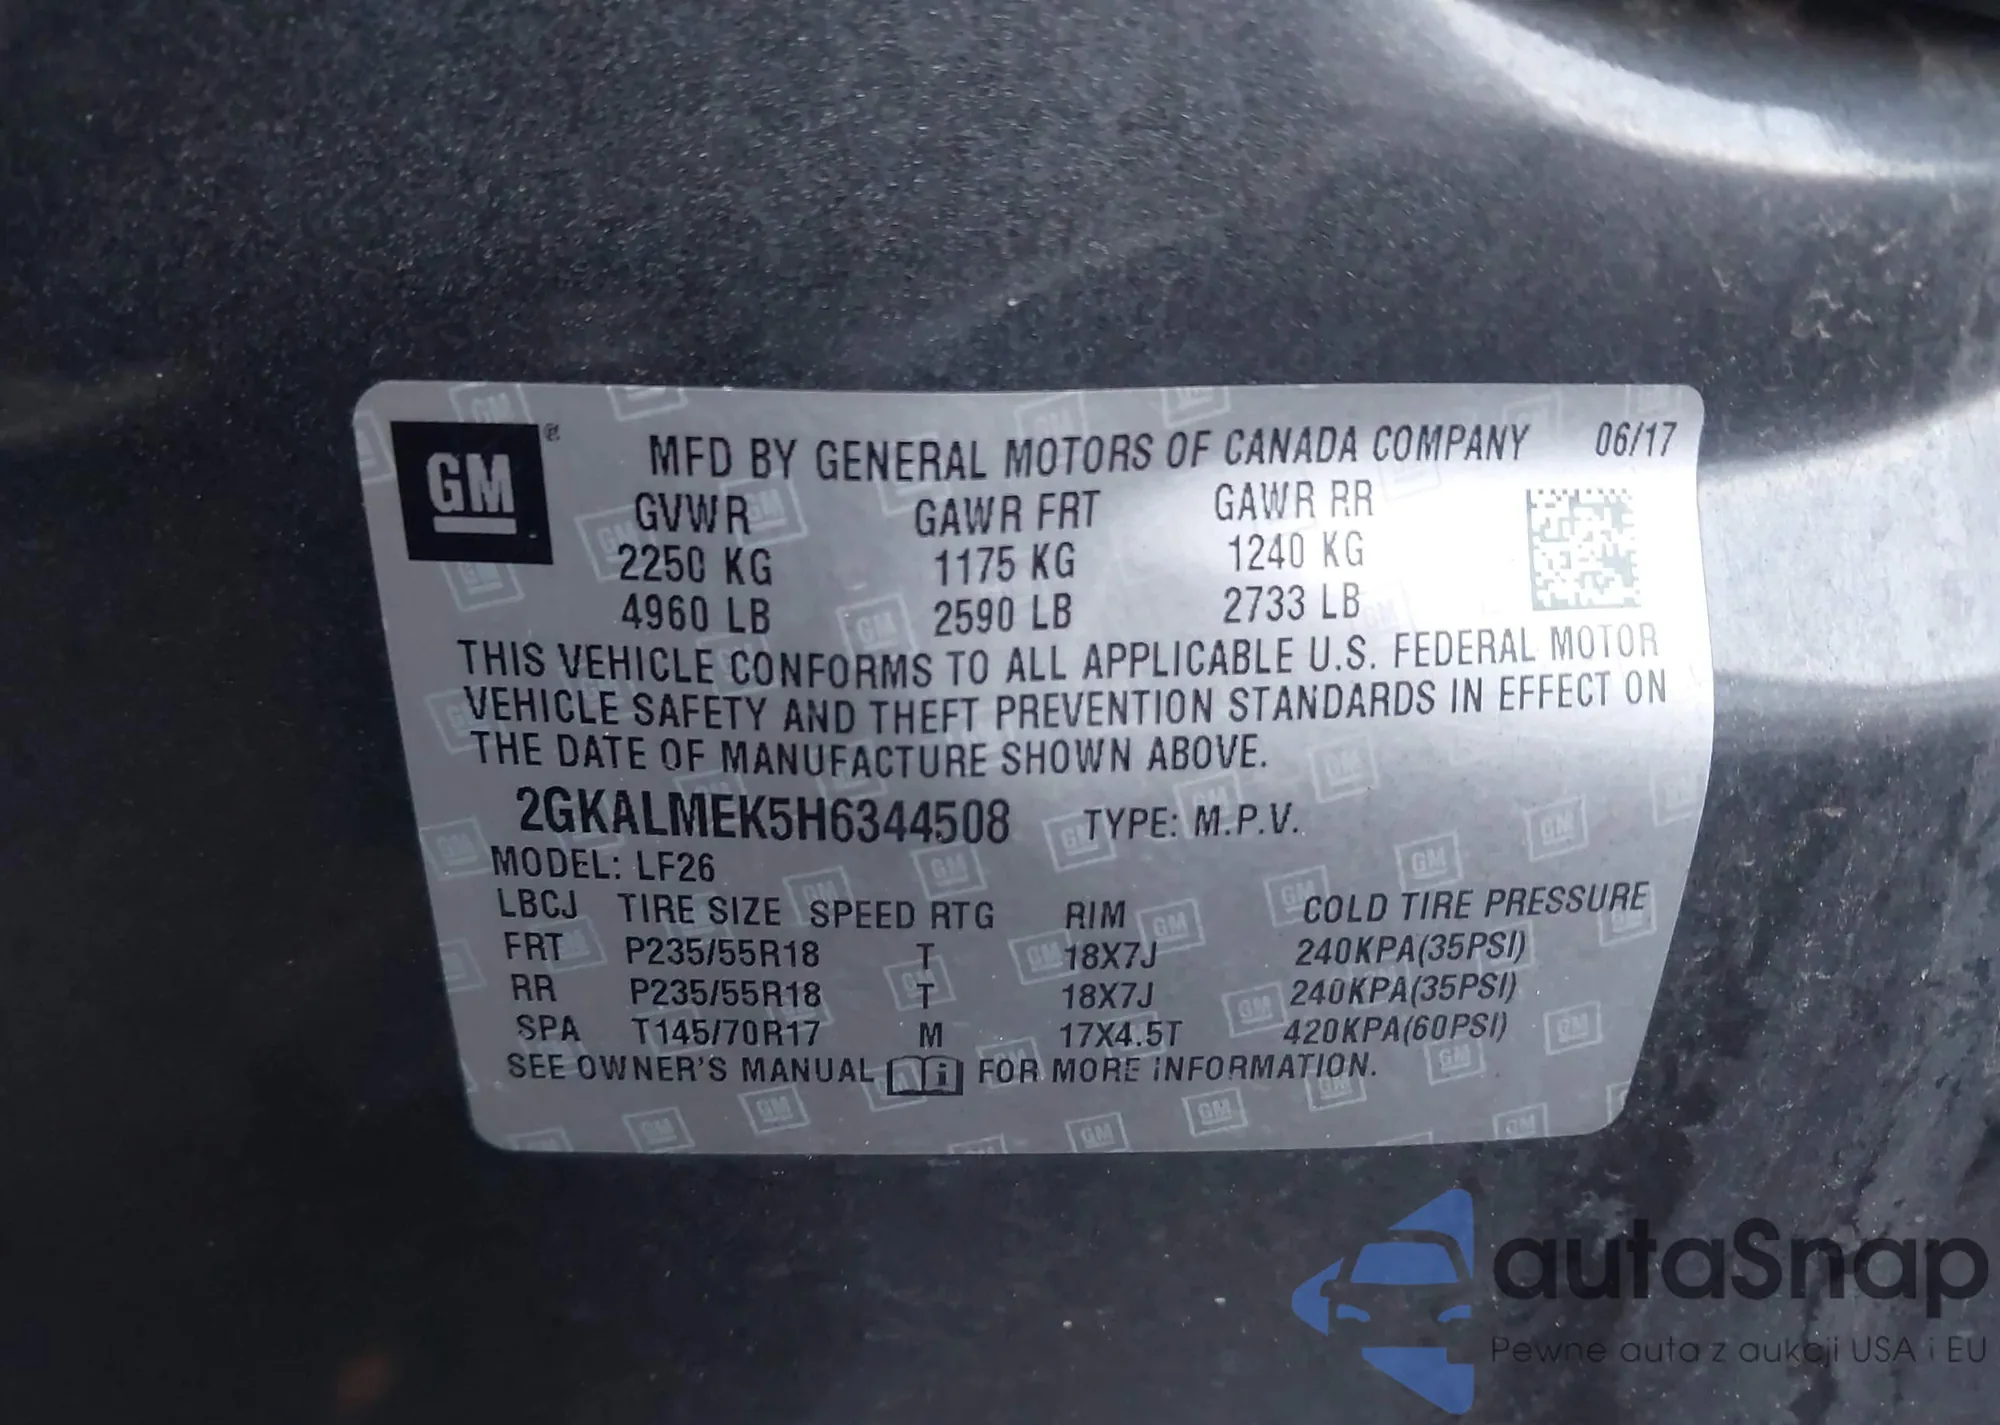 GM ® MFD BY GENERAL MOTORS OF CANADA COMPANY 06/17
GVWR GAWR FRT GAWR RR
2250 KG 1175 KG 1240 KG
4960 LB 2590 LB 2733 LB
THIS VEHICLE CONFORMS TO ALL APPLICABLE U.S. FEDERAL MOTOR
VEHICLE SAFETY AND THEFT PREVENTION STANDARDS IN EFFECT ON
THE DATE OF MANUFACTURE SHOWN ABOVE.
2GKALMEK5H6344508 TYPE: M.P.V.
MODEL: LF26
LBCJ TIRE SIZE SPEED RTG RIM COLD TIRE PRESSURE
FRT P235/55R18 T 18X7J 240KPA(35PSI)
RR P235/55R18 T 18X7J 240KPA(35PSI)
SPA T145/70R17 M 17X4.5T 420KPA(60PSI)
SEE OWNER'S MANUAL i FOR MORE INFORMATION.
autaSnap
Pewne auta z aukcji USA i EU